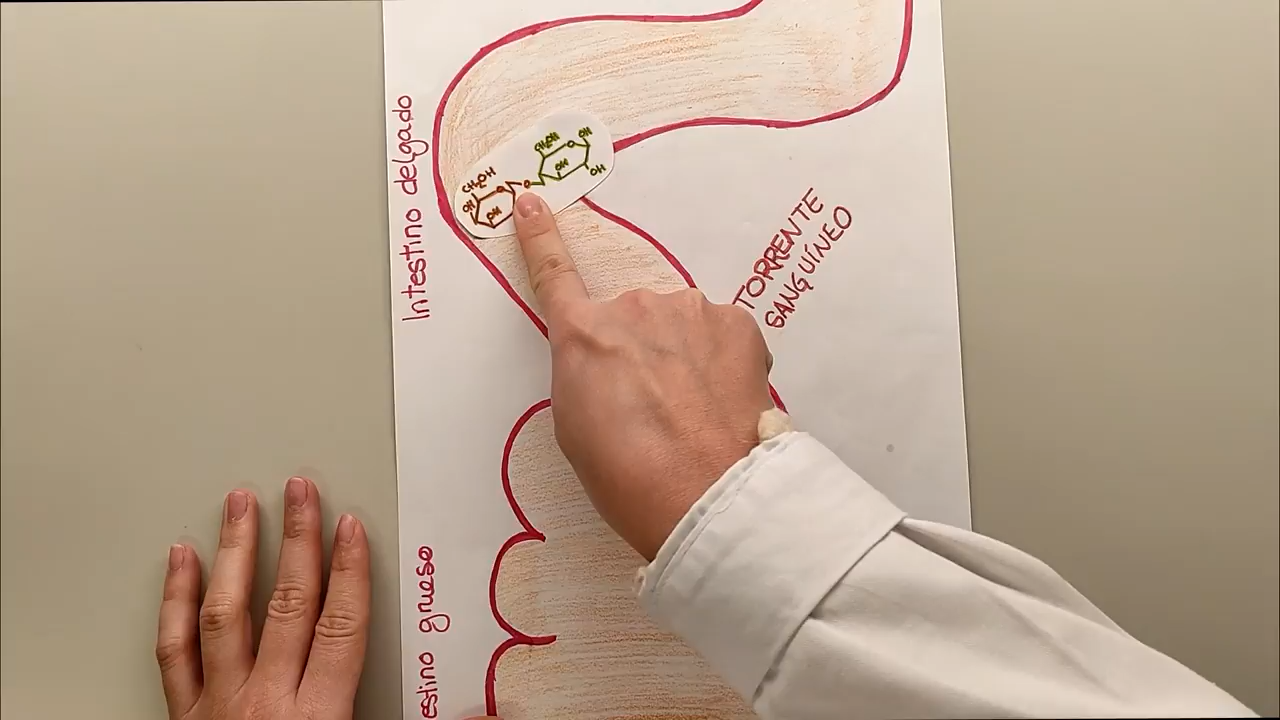 Intestino delgado
CH₂OH
OH
OH
O
O
CH₂OH
O
OH
OH
OH
TORRENTE
SANGUÍNEO
estino grueso